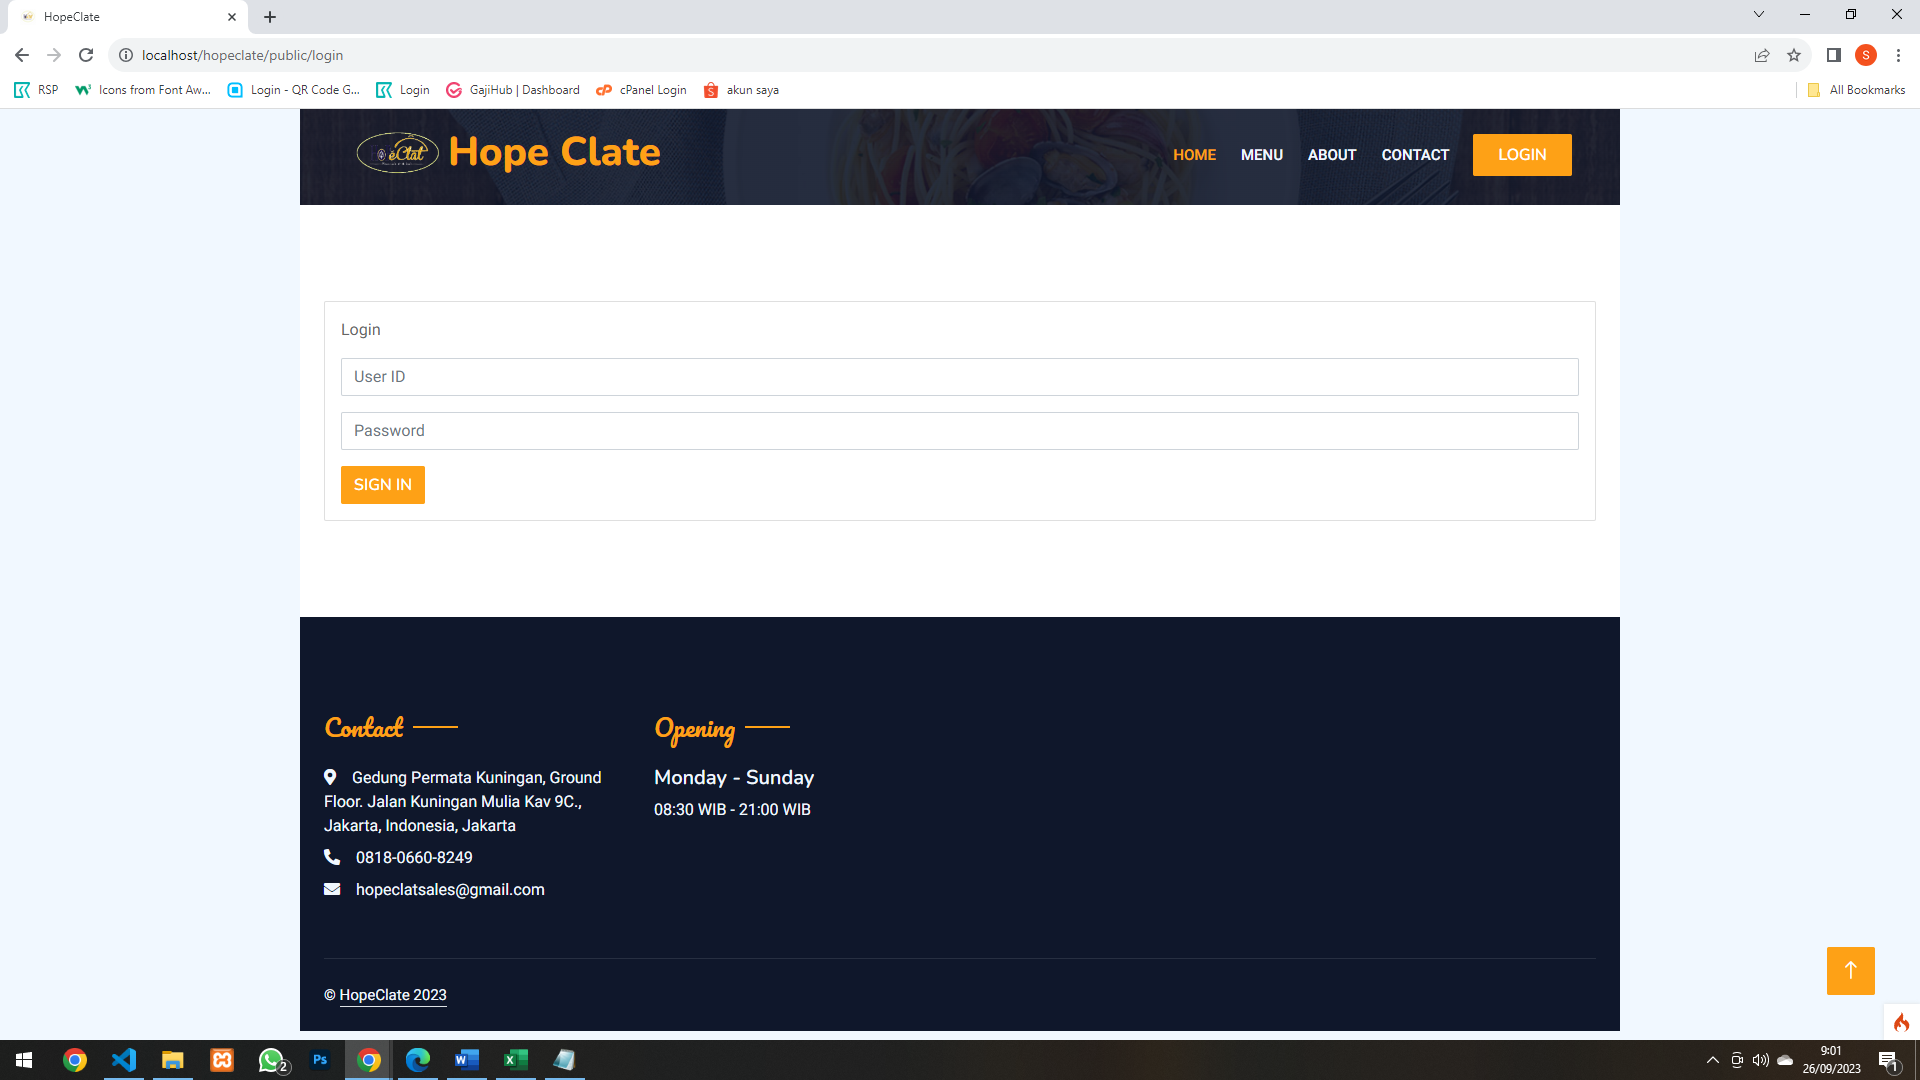 HopeClate
localhost/hopeclate/public/login
RSP
Icons from Font Aw...
Login - QR Code G...
Login
GajiHub | Dashboard
cPanel Login
akun saya
All Bookmarks
S
Hope Clate
HOME
MENU
ABOUT
CONTACT
LOGIN
Login
User ID
Password
SIGN IN
Contact
Gedung Permata Kuningan, Ground
Floor. Jalan Kuningan Mulia Kav 9C.,
Jakarta, Indonesia, Jakarta
0818-0660-8249
hopeclatsales@gmail.com
Opening
Monday - Sunday
08:30 WIB - 21:00 WIB
© HopeClate 2023
2
Ps
9:01
26/09/2023
1